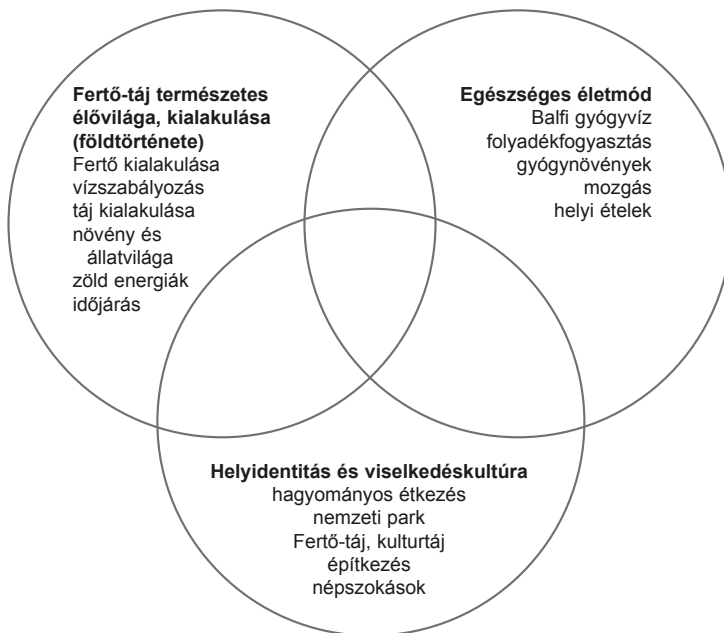 Fertő-táj természetes
élővilága, kialakulása
(földtörténete)
Fertő kialakulása
vízszabályozás
táj kialakulása
növény és
állatvilága
zöld energiák
időjárás
Egészséges életmód
Balfi gyógyvíz
folyadékfogyasztás
gyógynövények
mozgás
helyi ételek
Helyidentitás és viselkedéskultúra
hagyományos étkezés
nemzeti park
Fertő-táj, kulturtáj
építkezés
népszokások